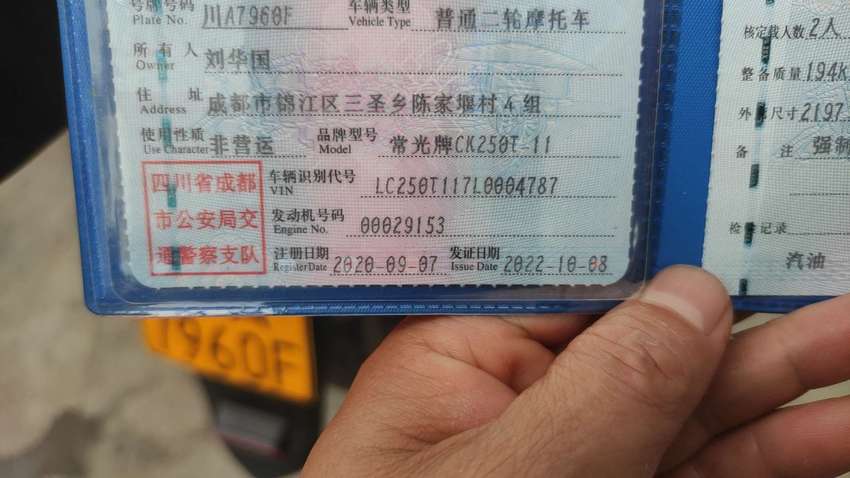 号牌号码 川A7960F 车辆类型 普通二轮摩托车
Plate No. Vehicle Type
所有人 刘华国
Owner
住址 成都市锦江区三圣乡陈家堰村4组
Address
使用性质 非营运 品牌型号 常光牌CK250T-11
Use Character Model
四川省成都
市公安局交
通警察支队
车辆识别代号 LC250T117L0004787
VIN
发动机号码 00029153
Engine No.
注册日期 2020-09-07 发证日期 2022-10-08
Register Date Issue Date
核定载人数 2人
整备质量 194k
外廓尺寸 2197
备注 强制
检验记录
汽油
7960F